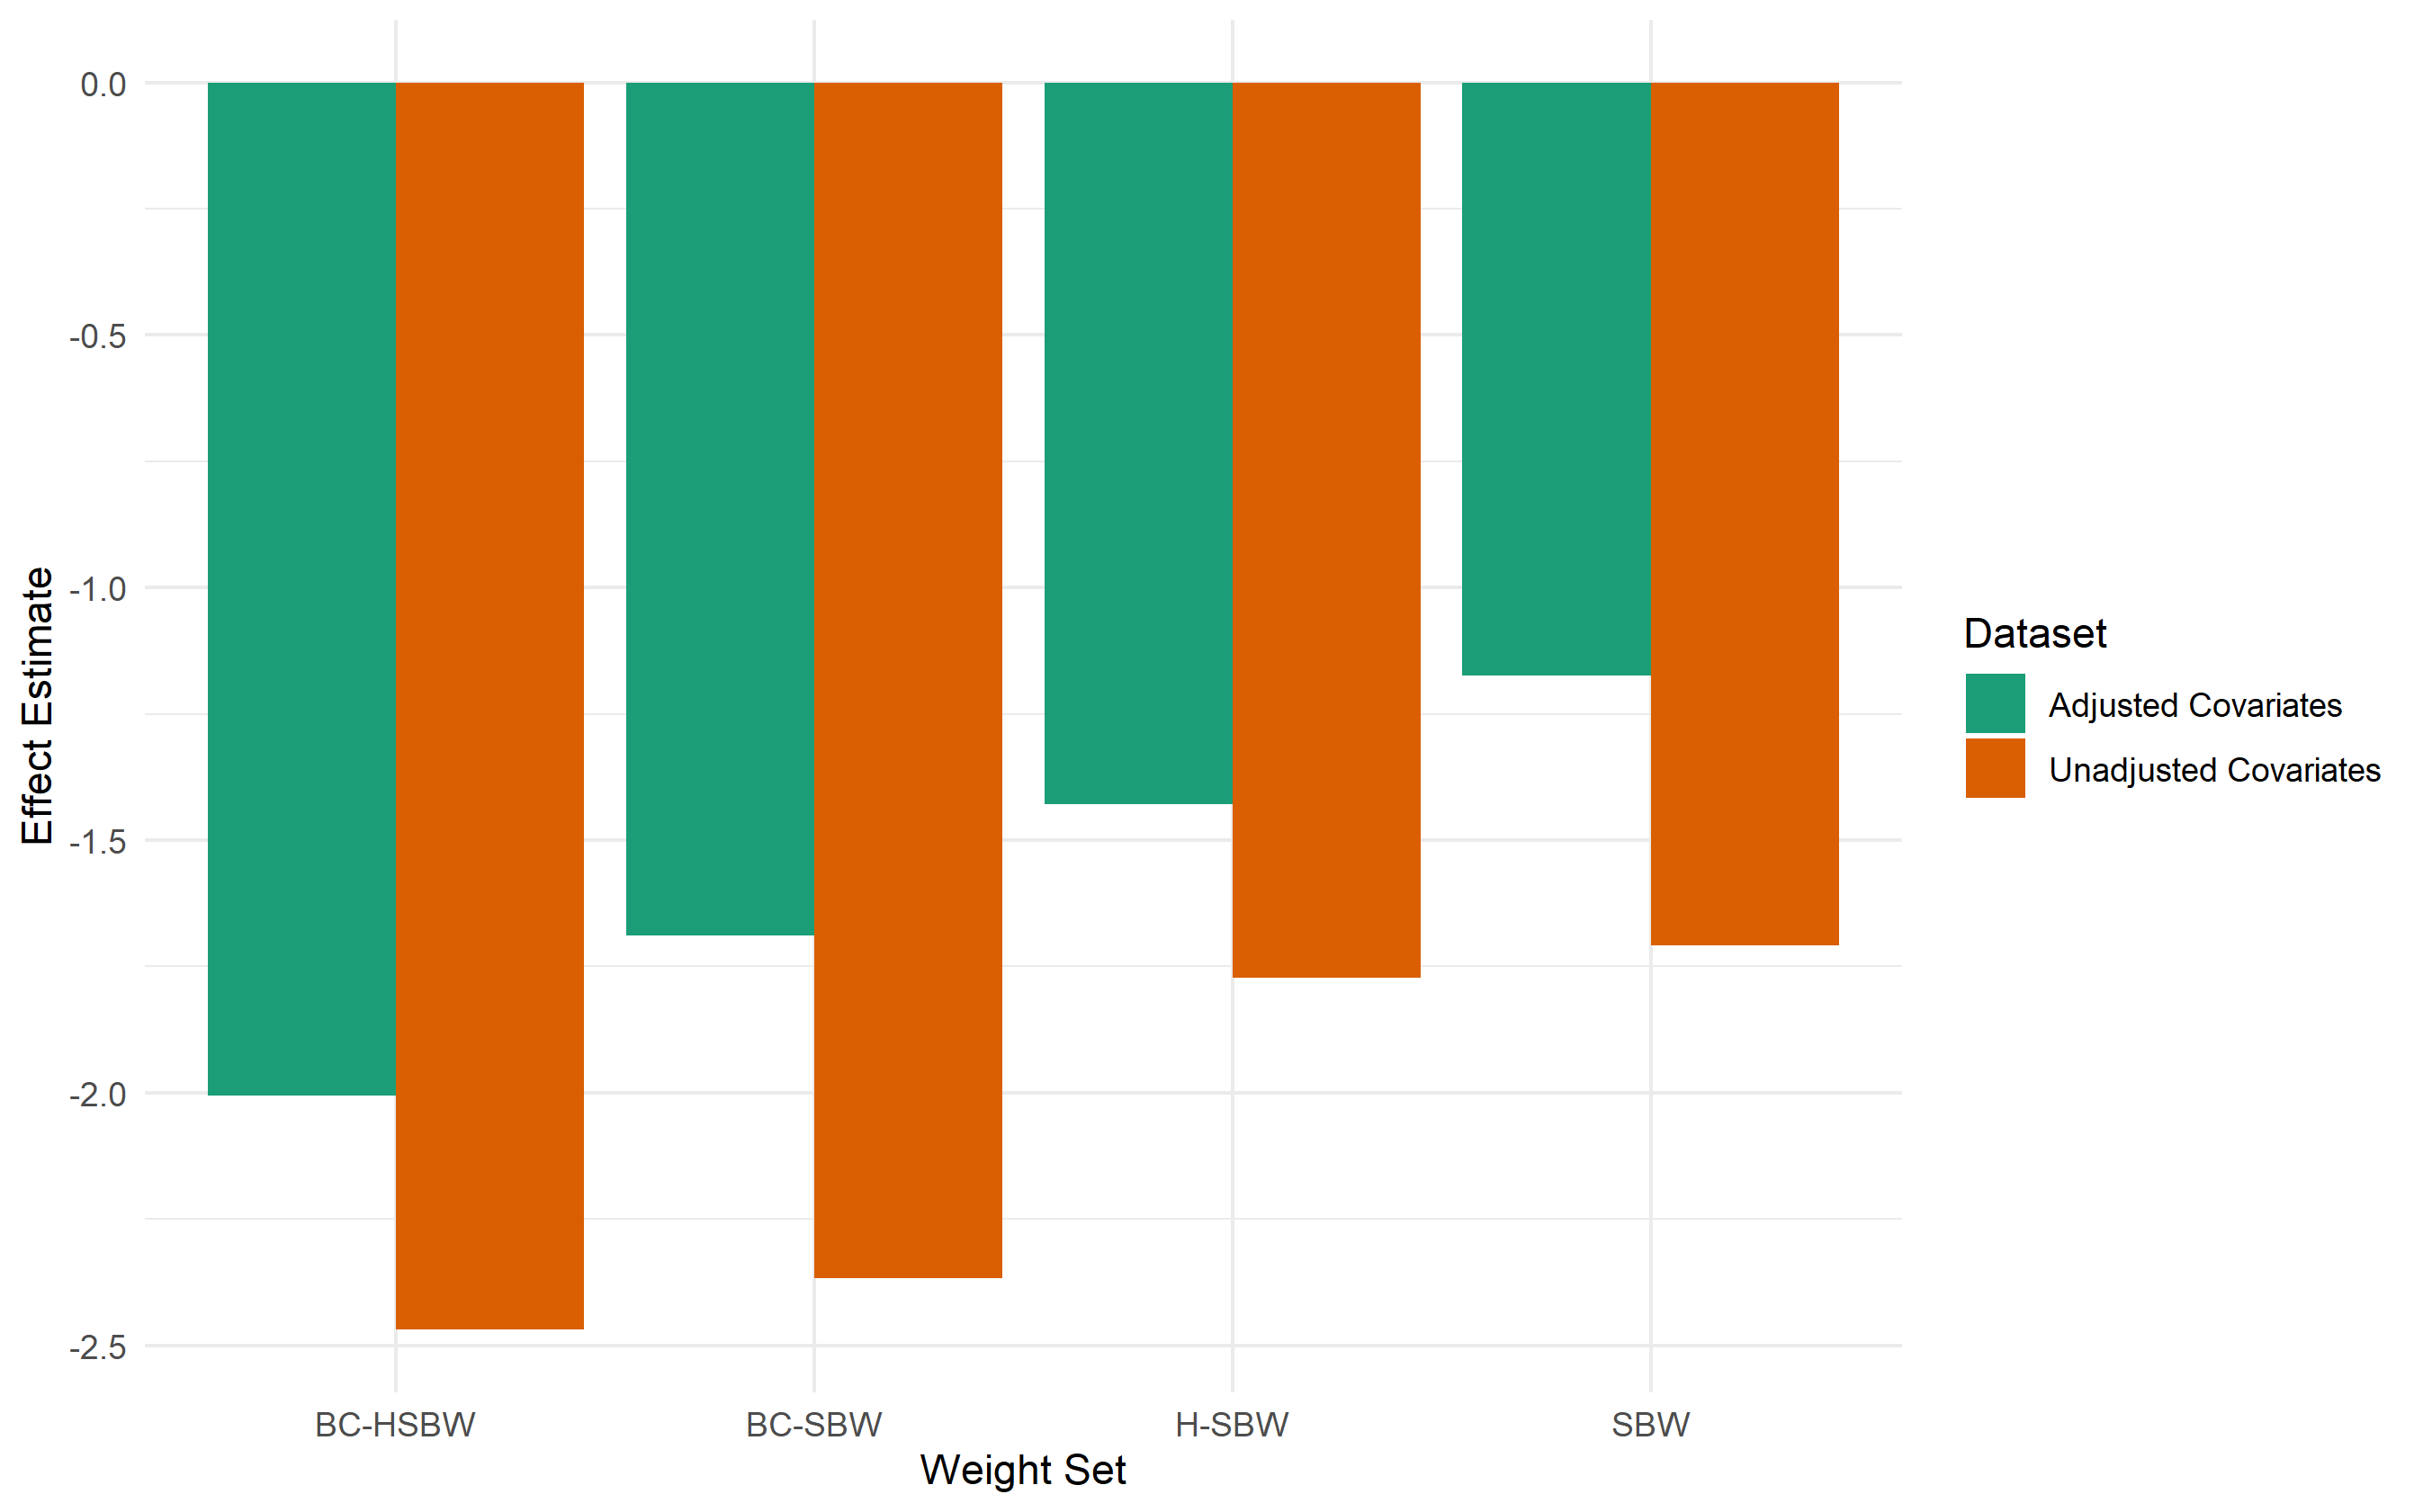 0.0
-0.5
-1.0
-1.5
-2.0
-2.5
Effect Estimate
BC-HSBW
BC-SBW
H-SBW
SBW
Weight Set
Dataset
Adjusted Covariates
Unadjusted Covariates